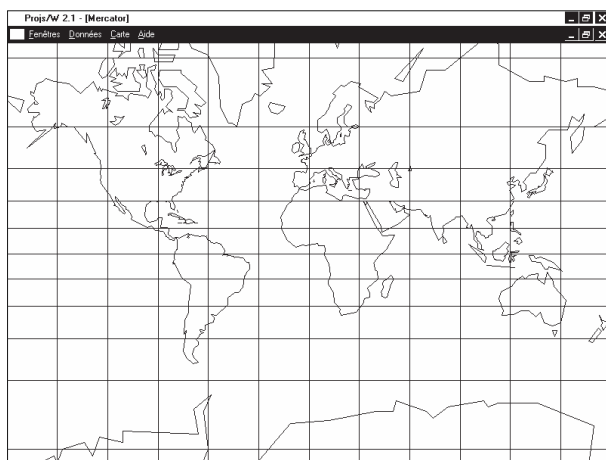 Projs/W 2.1 - [Mercator]
Fenêtres Données Carte Aide